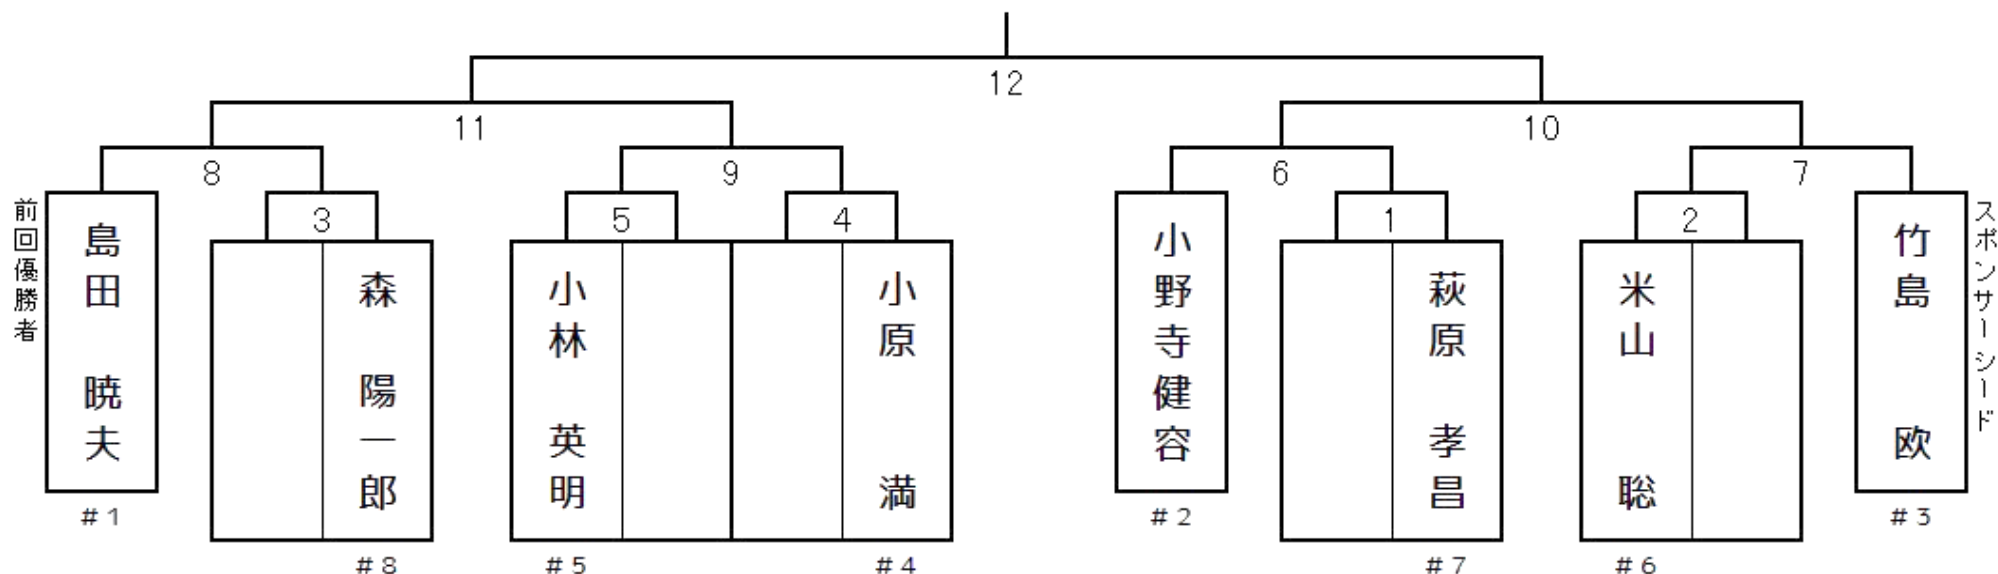 12
11
10
8
9
6
7
3
5
4
1
2
前回優勝者
島田 暁夫
森 陽一郎
小林 英明
小原 満
小野寺健容
萩原 孝昌
米山 聡
竹島 欧
スポンサーシード
#1
#8
#5
#4
#2
#7
#6
#3